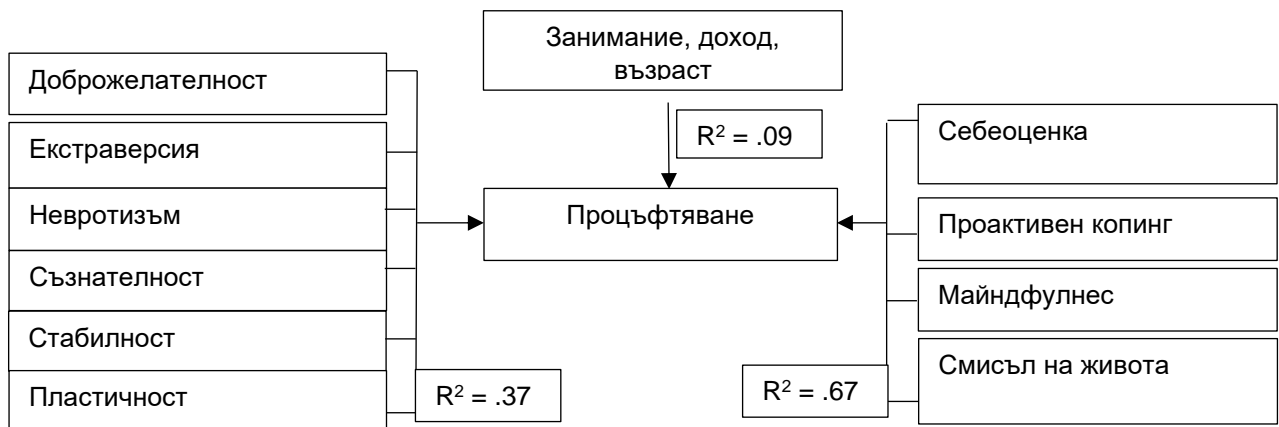 Занимание, доход,
възраст
R² = .09
Доброжелателност
Екстраверсия
Невротизъм
Съзнателност
Стабилност
Пластичност
R² = .37
Процъфтяване
Себеоценка
Проактивен копинг
Майндфулнес
Смисъл на живота
R² = .67